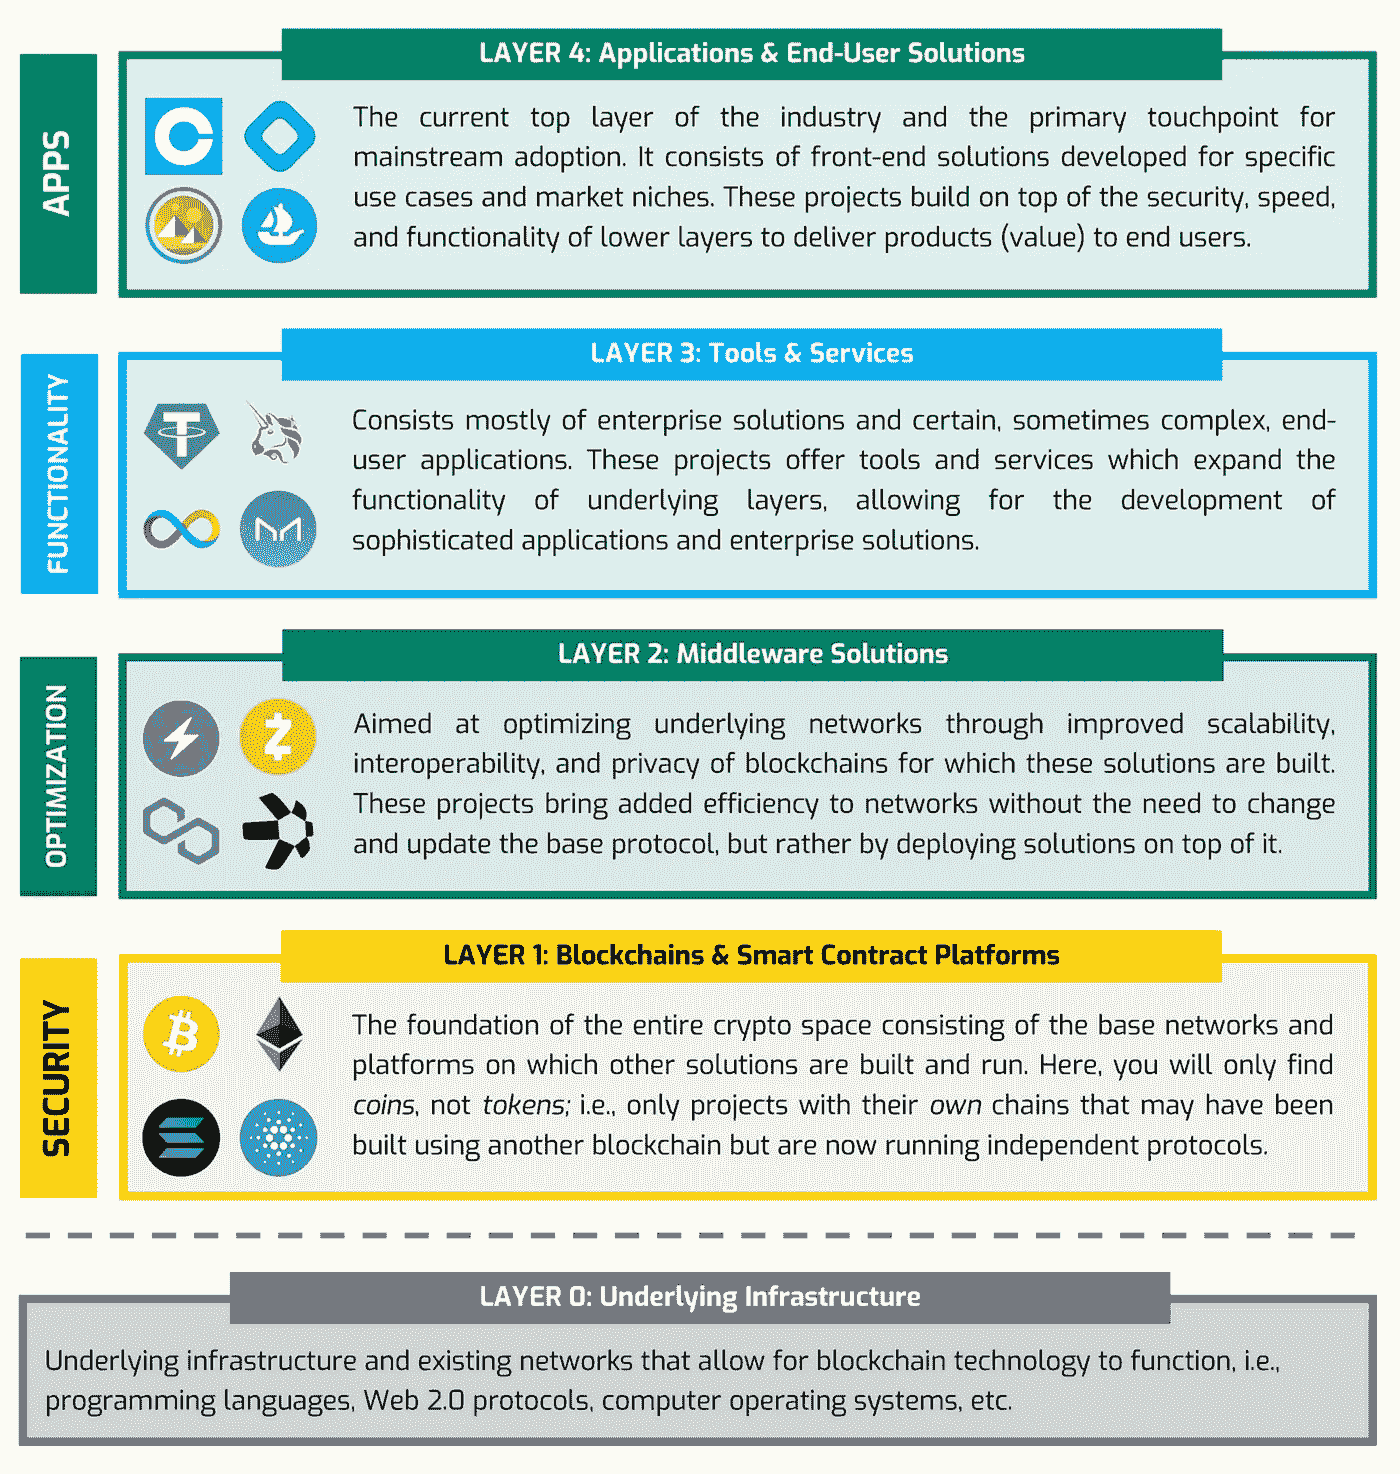 LAYER 4: Applications & End-User Solutions
APPS
The current top layer of the industry and the primary touchpoint for
mainstream adoption. It consists of front-end solutions developed for specific
use cases and market niches. These projects build on top of the security, speed,
and functionality of lower layers to deliver products (value) to end users.
LAYER 3: Tools & Services
FUNCTIONALITY
Consists mostly of enterprise solutions and certain, sometimes complex, end-
user applications. These projects offer tools and services which expand the
functionality of underlying layers, allowing for the development of
sophisticated applications and enterprise solutions.
LAYER 2: Middleware Solutions
OPTIMIZATION
Aimed at optimizing underlying networks through improved scalability,
interoperability, and privacy of blockchains for which these solutions are built.
These projects bring added efficiency to networks without the need to change
and update the base protocol, but rather by deploying solutions on top of it.
LAYER 1: Blockchains & Smart Contract Platforms
SECURITY
The foundation of the entire crypto space consisting of the base networks and
platforms on which other solutions are built and run. Here, you will only find
coins, not tokens; i.e., only projects with their own chains that may have been
built using another blockchain but are now running independent protocols.
LAYER 0: Underlying Infrastructure
Underlying infrastructure and existing networks that allow for blockchain technology to function, i.e.,
programming languages, Web 2.0 protocols, computer operating systems, etc.